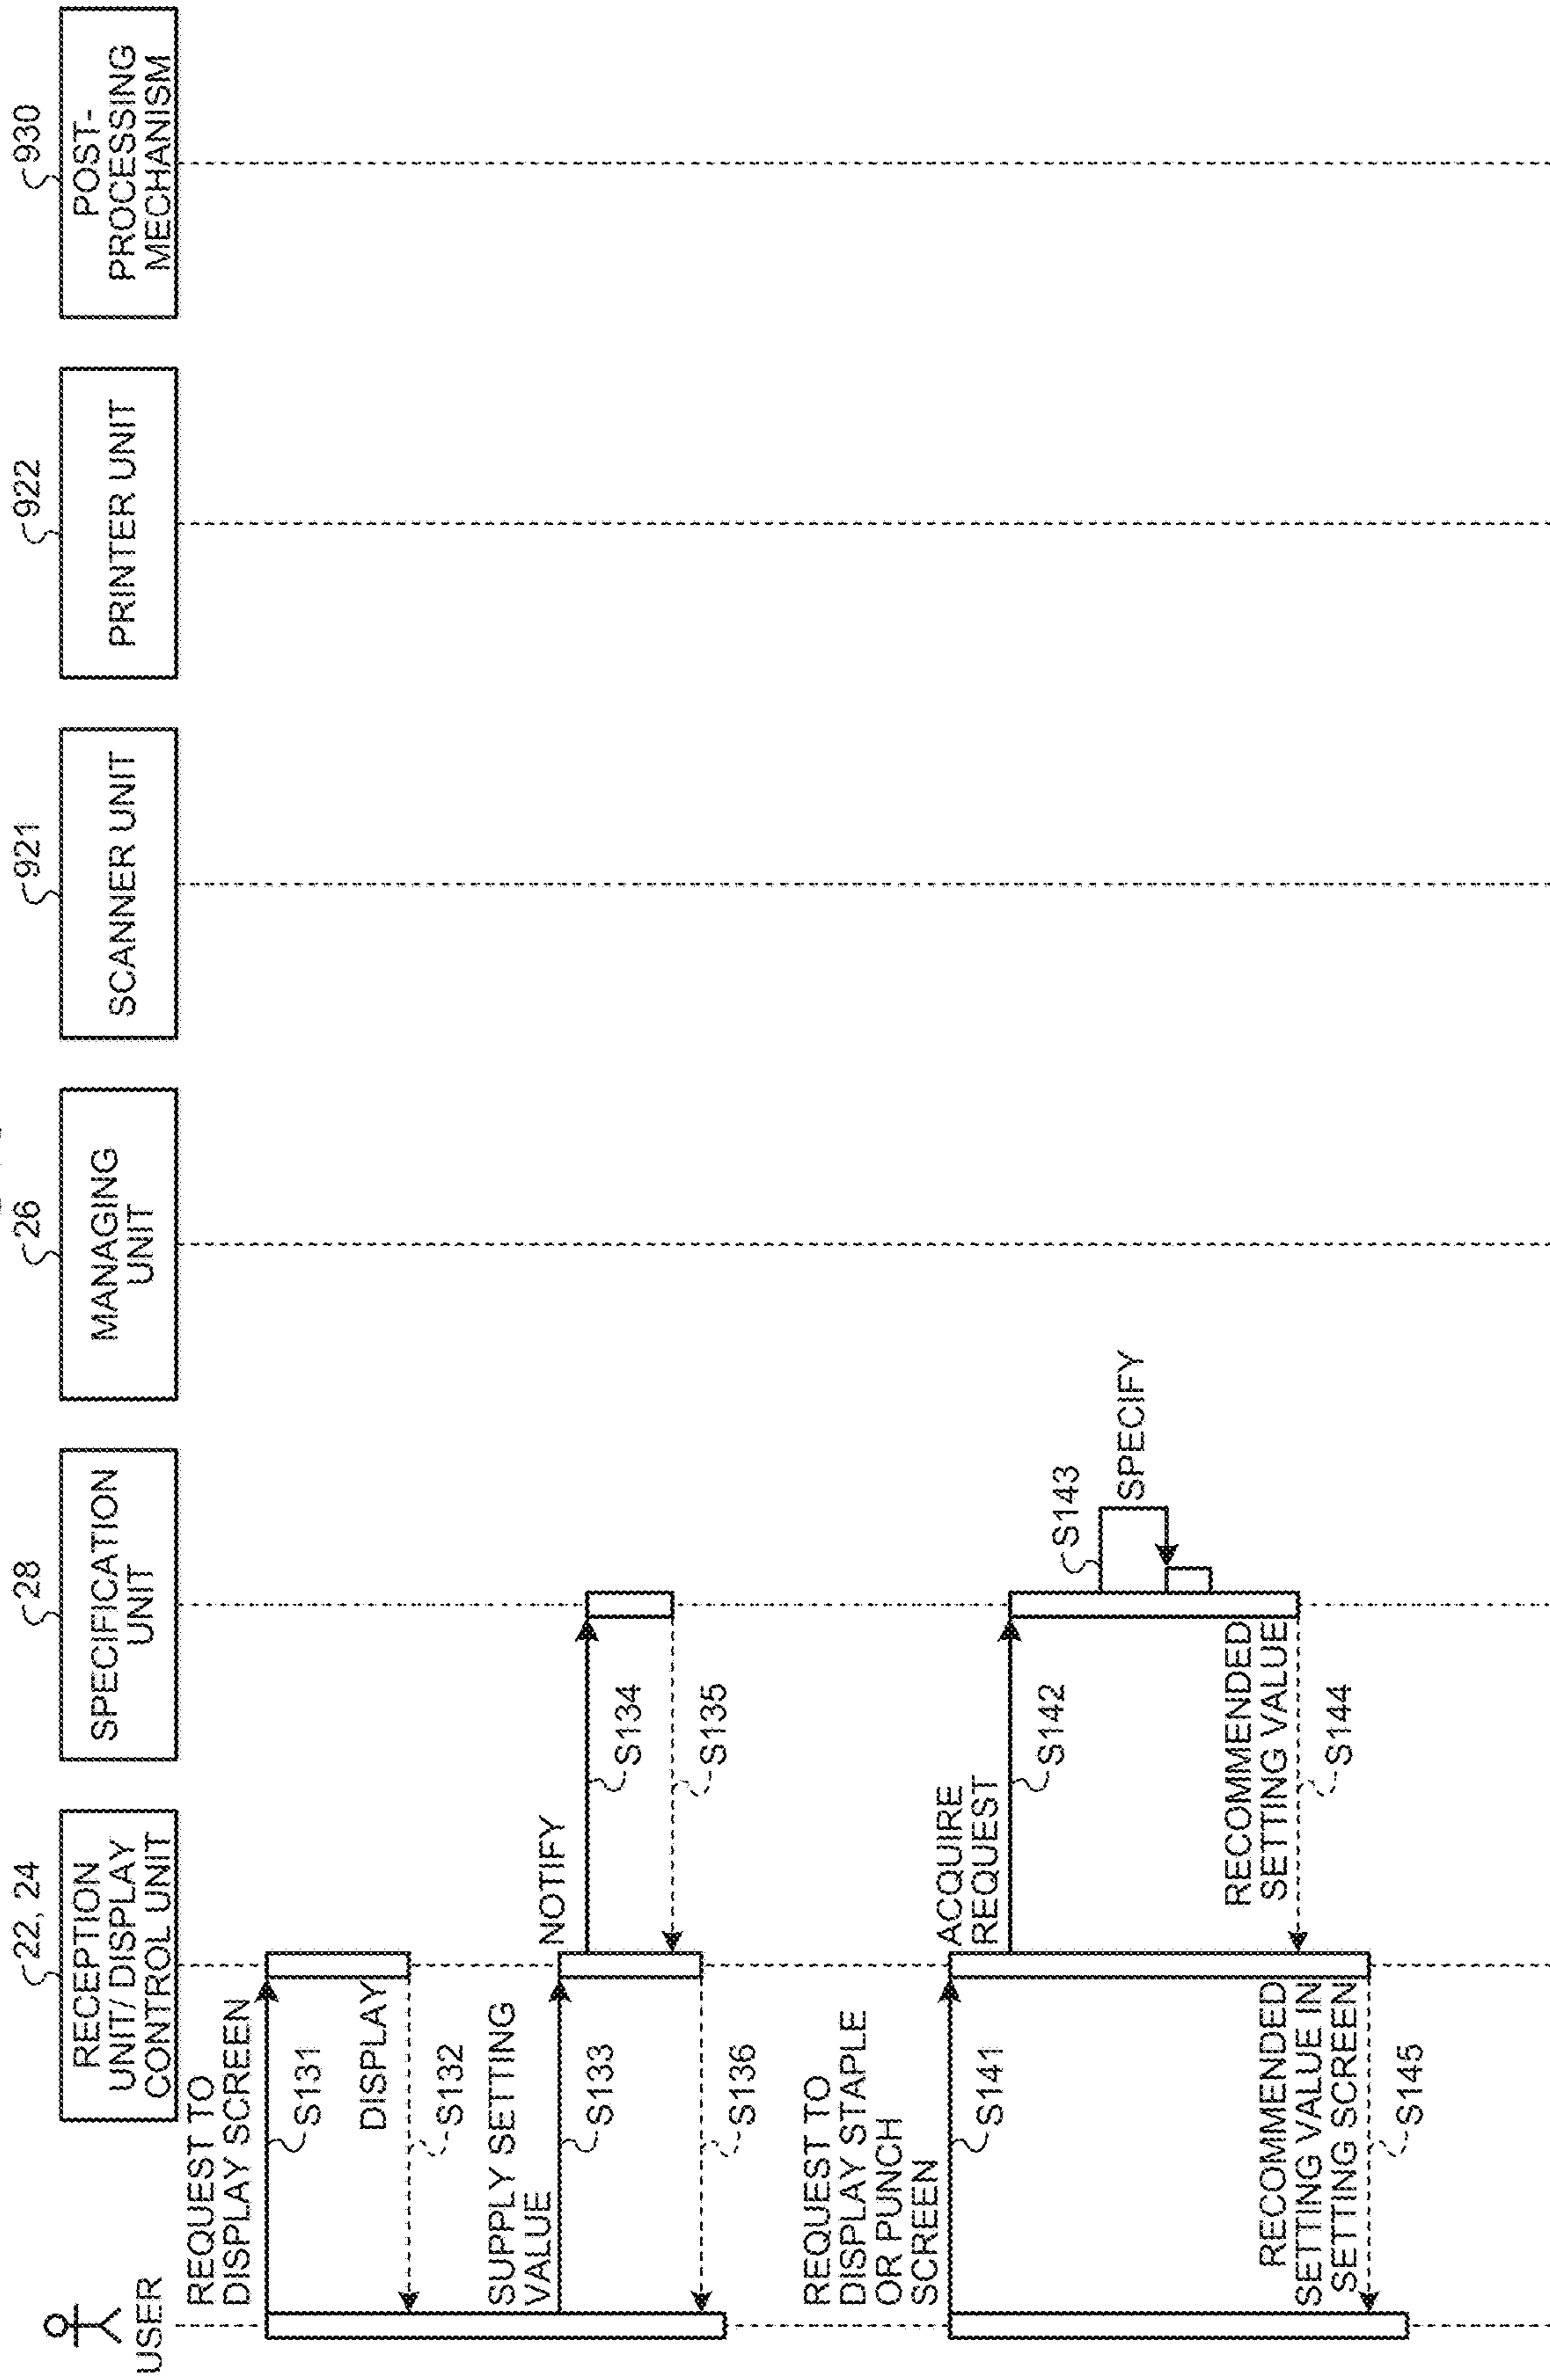 USER
22, 24
RECEPTION
UNIT/ DISPLAY
CONTROL UNIT
28
SPECIFICATION
UNIT
26
MANAGING
UNIT
921
SCANNER UNIT
922
PRINTER UNIT
930
POST-
PROCESSING
MECHANISM
REQUEST TO
DISPLAY SCREEN
S131
DISPLAY
S132
SUPPLY SETTING
VALUE
S133
NOTIFY
S134
S135
S136
REQUEST TO
DISPLAY STAPLE
OR PUNCH
SCREEN
S141
ACQUIRE
REQUEST
S142
S143
SPECIFY
RECOMMENDED
SETTING VALUE
S144
RECOMMENDED
SETTING VALUE IN
SETTING SCREEN
S145